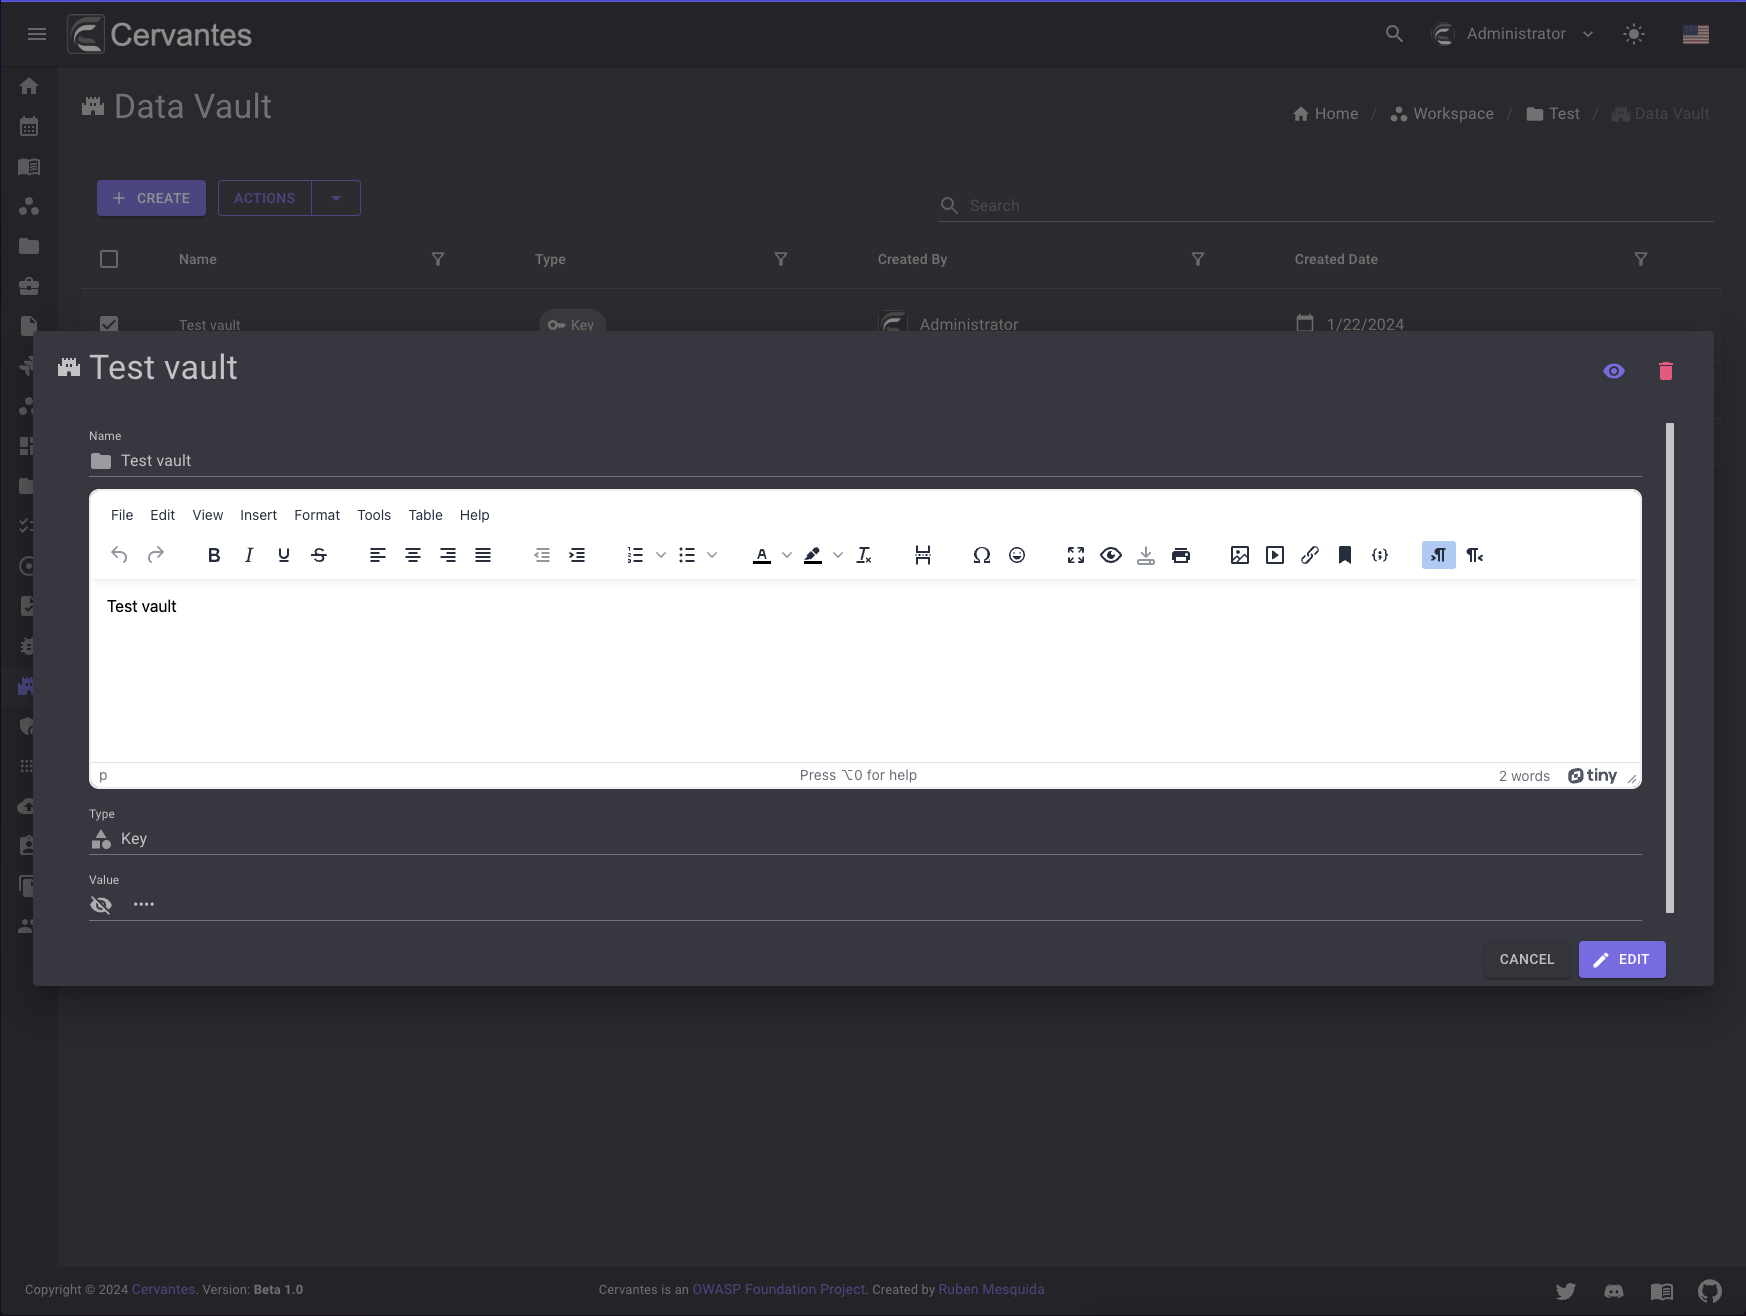 Cervantes
Administrator
Data Vault
Home / Workspace / Test / Data Vault
CREATE
ACTIONS
Search
Name
Type
Created By
Created Date
Test vault
Key
Administrator
1/22/2024
Test vault
Name
Test vault
File Edit View Insert Format Tools Table Help
Test vault
p
Press ⌥0 for help
2 words
tiny
Type
Key
Value
····
CANCEL
EDIT
Copyright © 2024 Cervantes. Version: Beta 1.0
Cervantes is an OWASP Foundation Project. Created by Ruben Mesquida